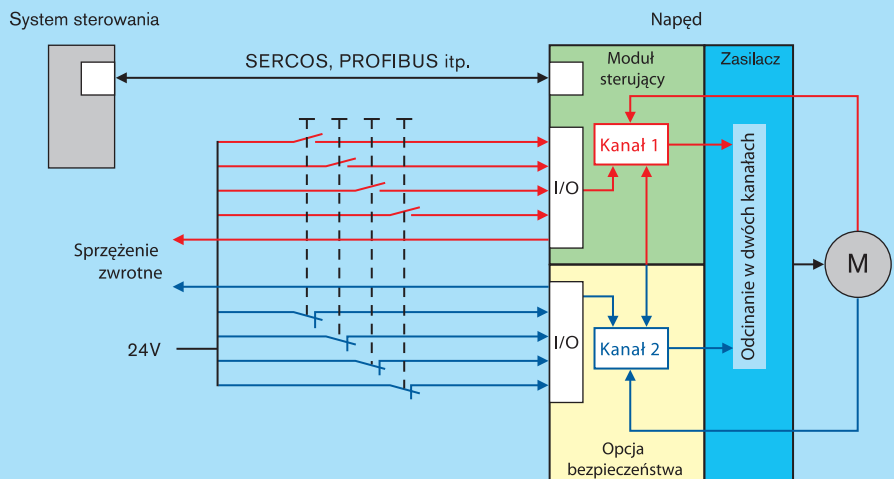 System sterowania
Napęd
SERCOS, PROFIBUS itp.
Moduł
sterujący
Zasilacz
Kanał 1
I/O
Odcinanie w dwóch kanałach
M
Sprzężenie
zwrotne
24V
I/O
Kanał 2
Opcja
bezpieczeństwa